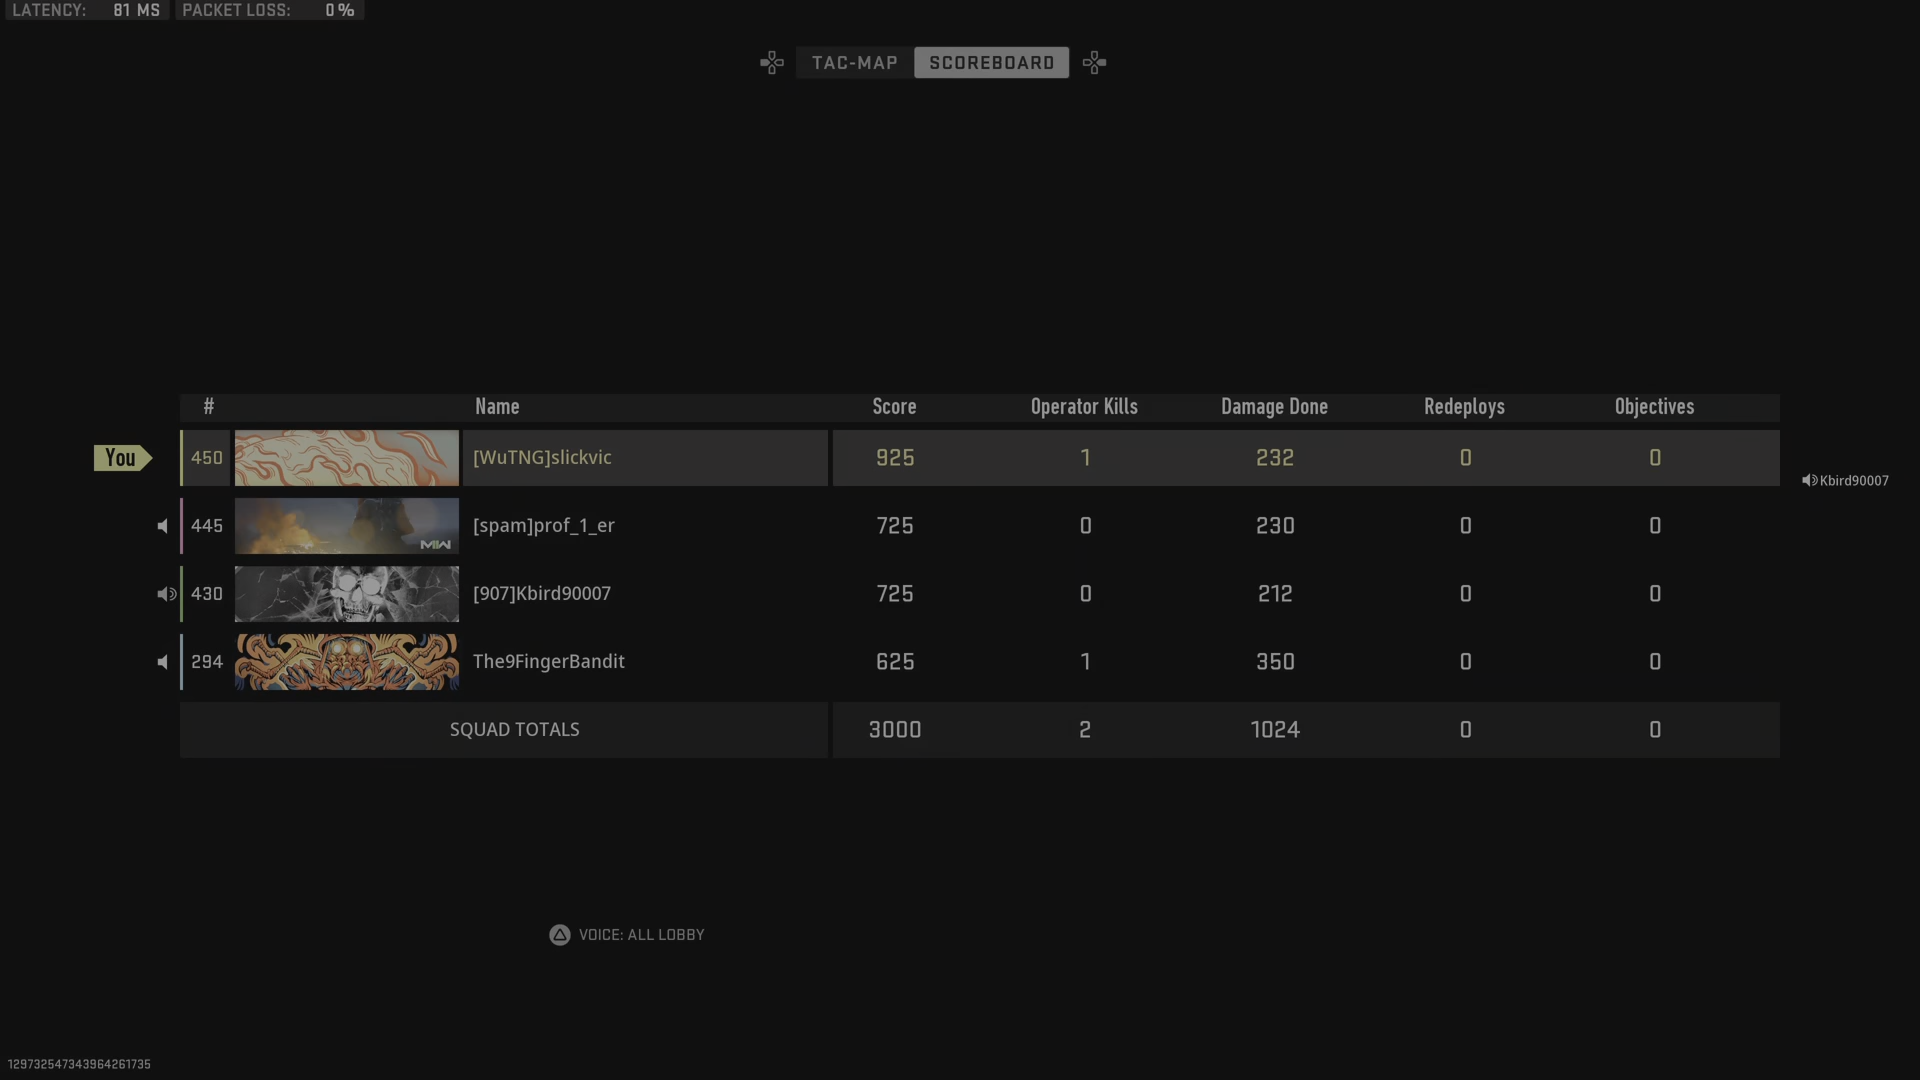 LATENCY: 81 MS PACKET LOSS: 0 %
TAC-MAP SCOREBOARD
# Name Score Operator Kills Damage Done Redeploys Objectives
You 450 [WuTNG]slickvic 925 1 232 0 0
Kbird90007
445 MW [spam]prof_1_er 725 0 230 0 0
430 [907]Kbird90007 725 0 212 0 0
294 The9FingerBandit 625 1 350 0 0
SQUAD TOTALS 3000 2 1024 0 0
VOICE: ALL LOBBY
129732547343964261735